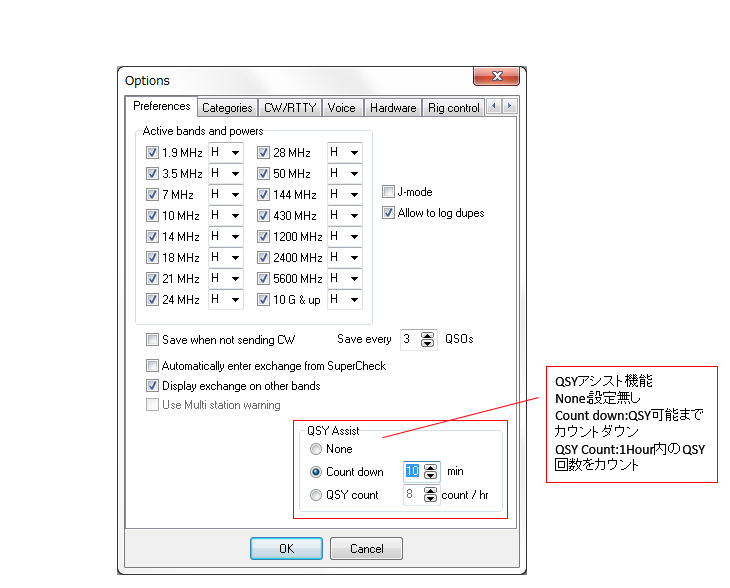 Options
Preferences Categories CW/RTTY Voice Hardware Rig control
Active bands and powers
1.9 MHz H 28 MHz H
3.5 MHz H 50 MHz H
7 MHz H 144 MHz H
J-mode
10 MHz H 430 MHz H
Allow to log dupes
14 MHz H 1200 MHz H
18 MHz H 2400 MHz H
21 MHz H 5600 MHz H
24 MHz H 10 G & up H
Save when not sending CW Save every 3 QSOs
Automatically enter exchange from SuperCheck
Display exchange on other bands
Use Multi station warning
QSY Assist
None
Count down 10 min
QSY count 8 count / hr
OK Cancel
QSYアシスト機能
None:設定無し
Count down:QSY可能まで
カウントダウン
QSY Count:1Hour内のQSY
回数をカウント